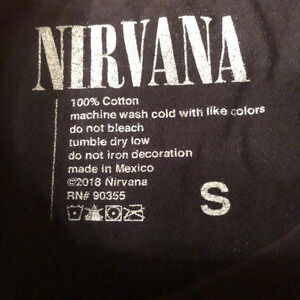 NIRVANA
100% Cotton
machine wash cold with like colors
do not bleach
tumble dry low
do not iron decoration
made in Mexico
©2018 Nirvana
RN# 90355
S